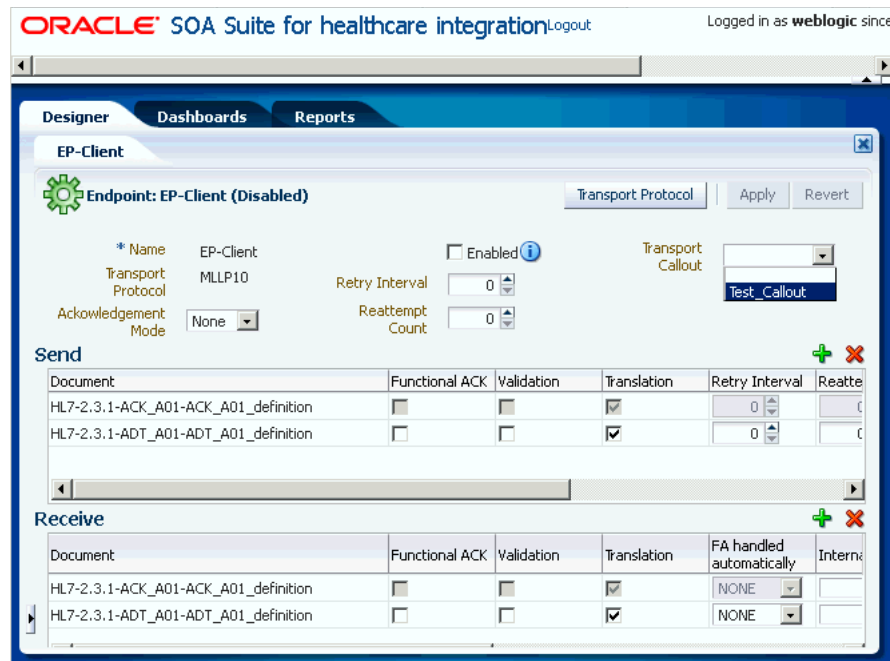 ORACLE SOA Suite for healthcare integration Logout Logged in as weblogic since
Designer Dashboards Reports
EP-Client
Endpoint: EP-Client (Disabled) Transport Protocol Apply Revert
* Name EP-Client Enabled i Transport Callout
Transport Protocol MLLP10 Retry Interval 0 Test_Callout
Ackowledgement Mode None Reattempt Count 0
Send
Document Functional ACK Validation Translation Retry Interval Reatte
HL7-2.3.1-ACK_A01-ACK_A01_definition 0 0
HL7-2.3.1-ADT_A01-ADT_A01_definition 0 0
Receive
Document Functional ACK Validation Translation FA handled automatically Interna
HL7-2.3.1-ACK_A01-ACK_A01_definition NONE
HL7-2.3.1-ADT_A01-ADT_A01_definition NONE